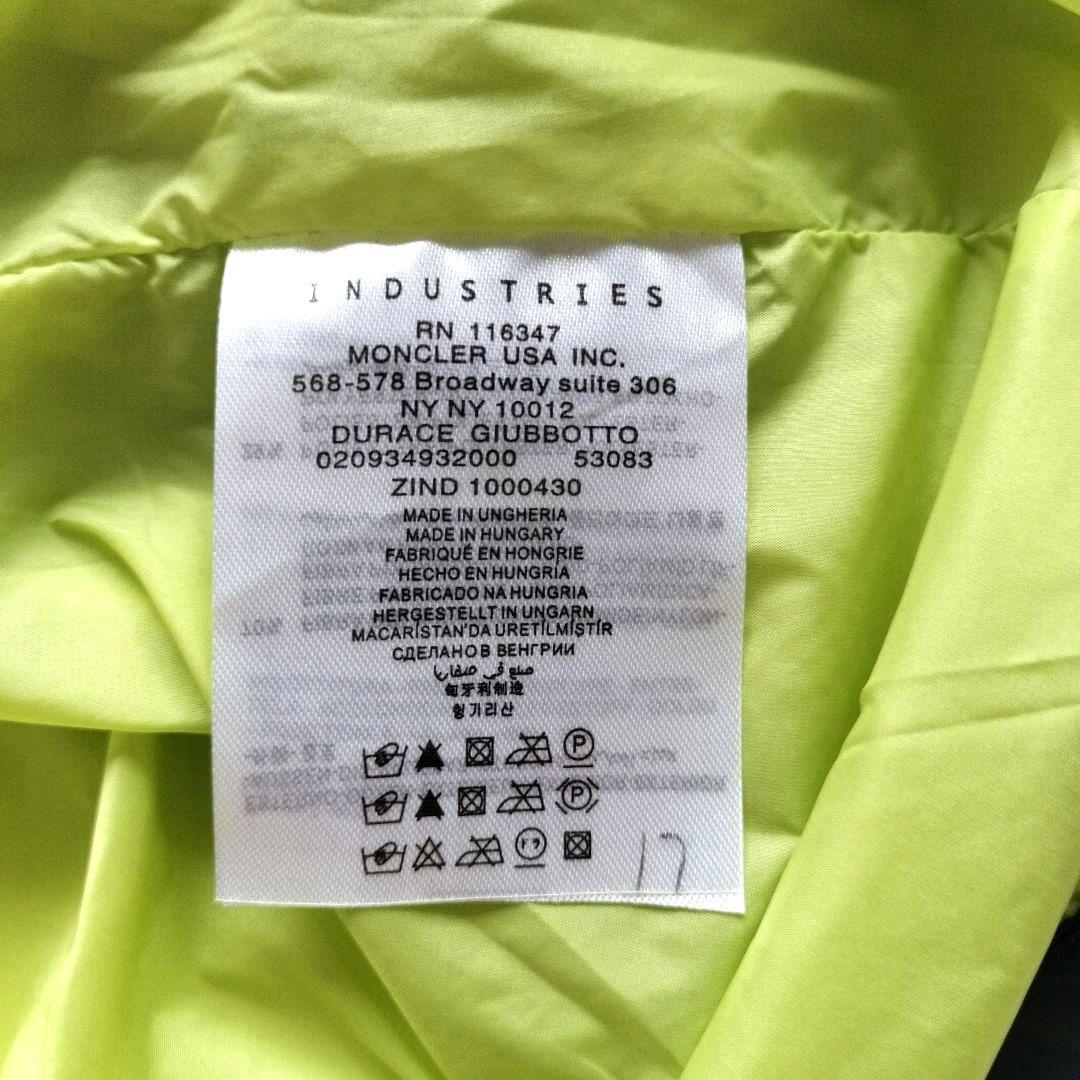 INDUSTRIES
RN 116347
MONCLER USA INC.
568-578 Broadway suite 306
NY NY 10012
DURACE GIUBBOTTO
020934932000 53083
ZIND 1000430
MADE IN UNGHERIA
MADE IN HUNGARY
FABRIQUÉ EN HONGRIE
HECHO EN HUNGRÍA
FABRICADO NA HUNGRIA
HERGESTELLT IN UNGARN
MACARİSTAN'DA URETİLMİŞTİR
СДЕЛАНО В ВЕНГРИИ
صنع في
匈牙利制造
헝가리산
P
P
17